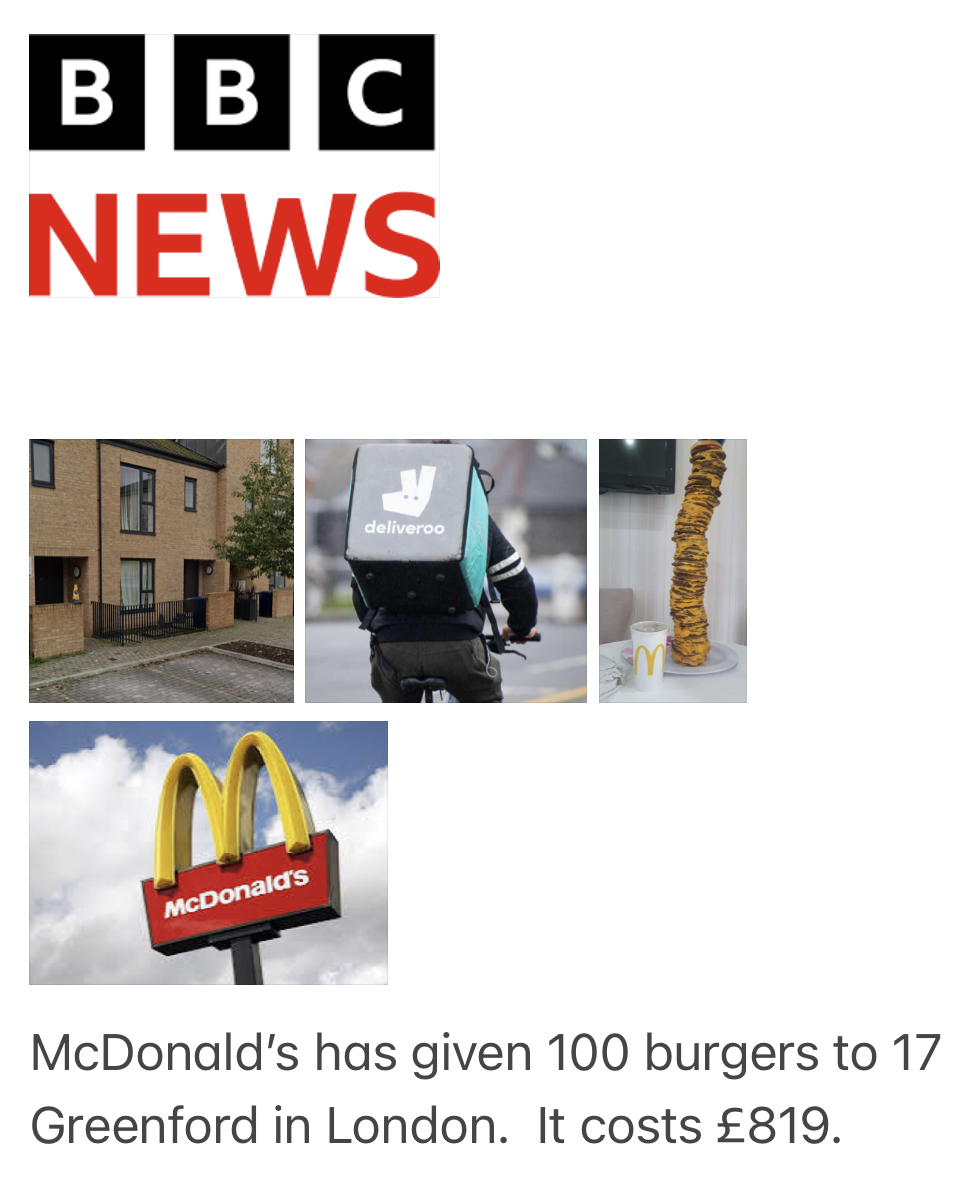 BBC
NEWS
deliveroo
McDonald's
McDonald's has given 100 burgers to 17
Greenford in London. It costs £819.